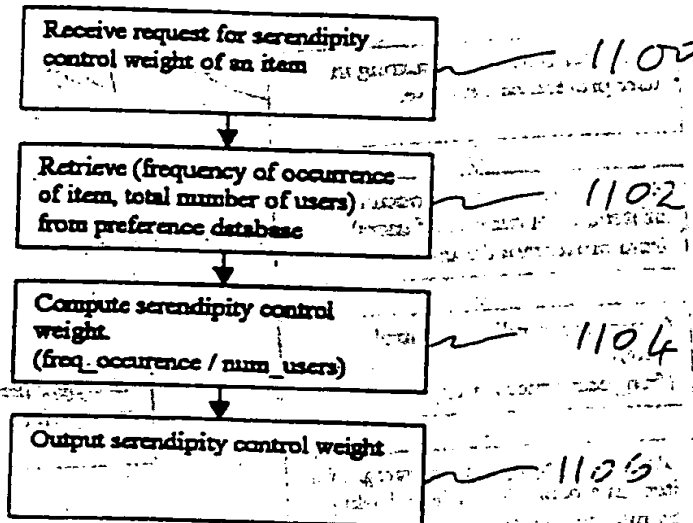 Receive request for serendipity
control weight of an item
1100
Retrieve (frequency of occurrence
of item, total number of users)
from preference database
1102
Compute serendipity control
weight.
(freq_occurence / num_users)
1104
Output serendipity control weight
1106